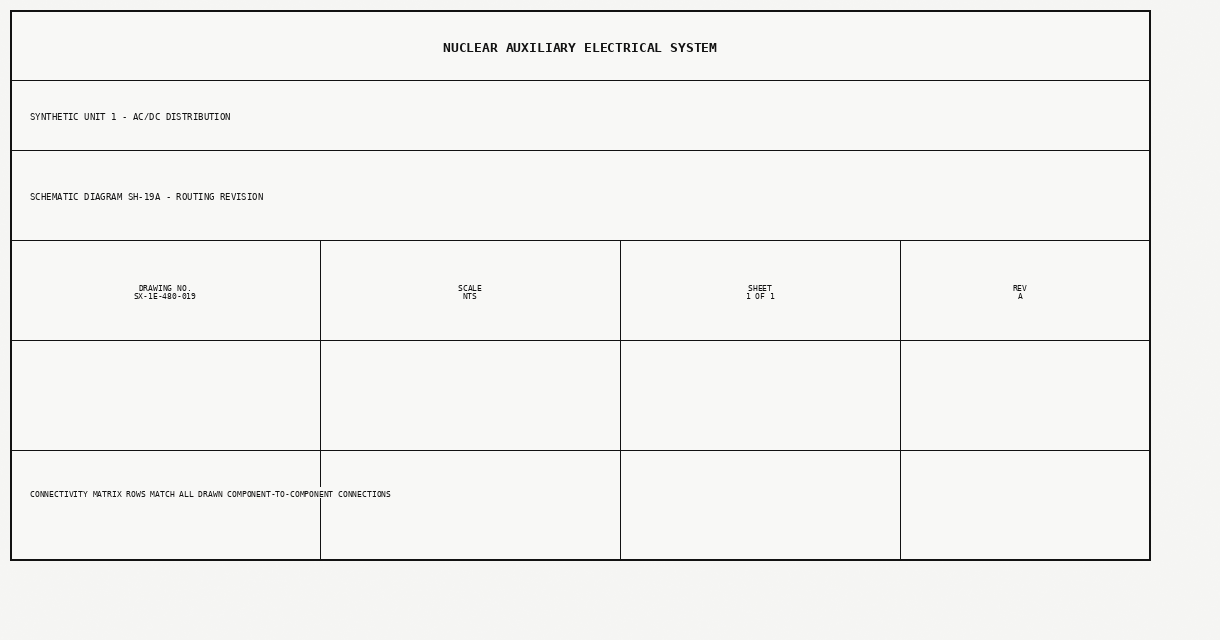 NUCLEAR AUXILIARY ELECTRICAL SYSTEM
SYNTHETIC UNIT 1 - AC/DC DISTRIBUTION
SCHEMATIC DIAGRAM SH-19A - ROUTING REVISION
DRAWING NO.
SX-1E-480-019
SCALE
NTS
SHEET
1 OF 1
REV
A
CONNECTIVITY MATRIX ROWS MATCH ALL DRAWN COMPONENT-TO-COMPONENT CONNECTIONS